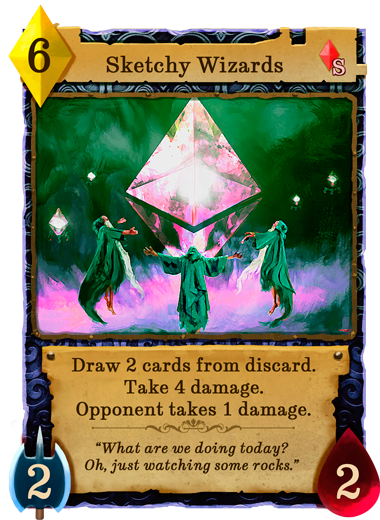 6
Sketchy Wizards
S
Draw 2 cards from discard.
Take 4 damage.
Opponent takes 1 damage.
“What are we doing today?
Oh, just watching some rocks.”
2
2